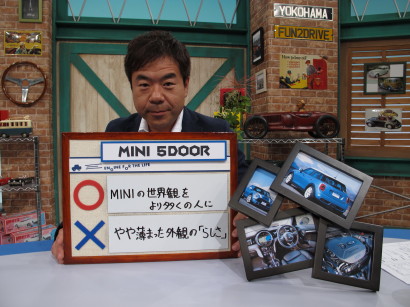 YOKOHAMA
FUN2DRIVE
MINI 5DOOR
MINIの世界観を
より多くの人に
やや薄まった外観の「らしさ」